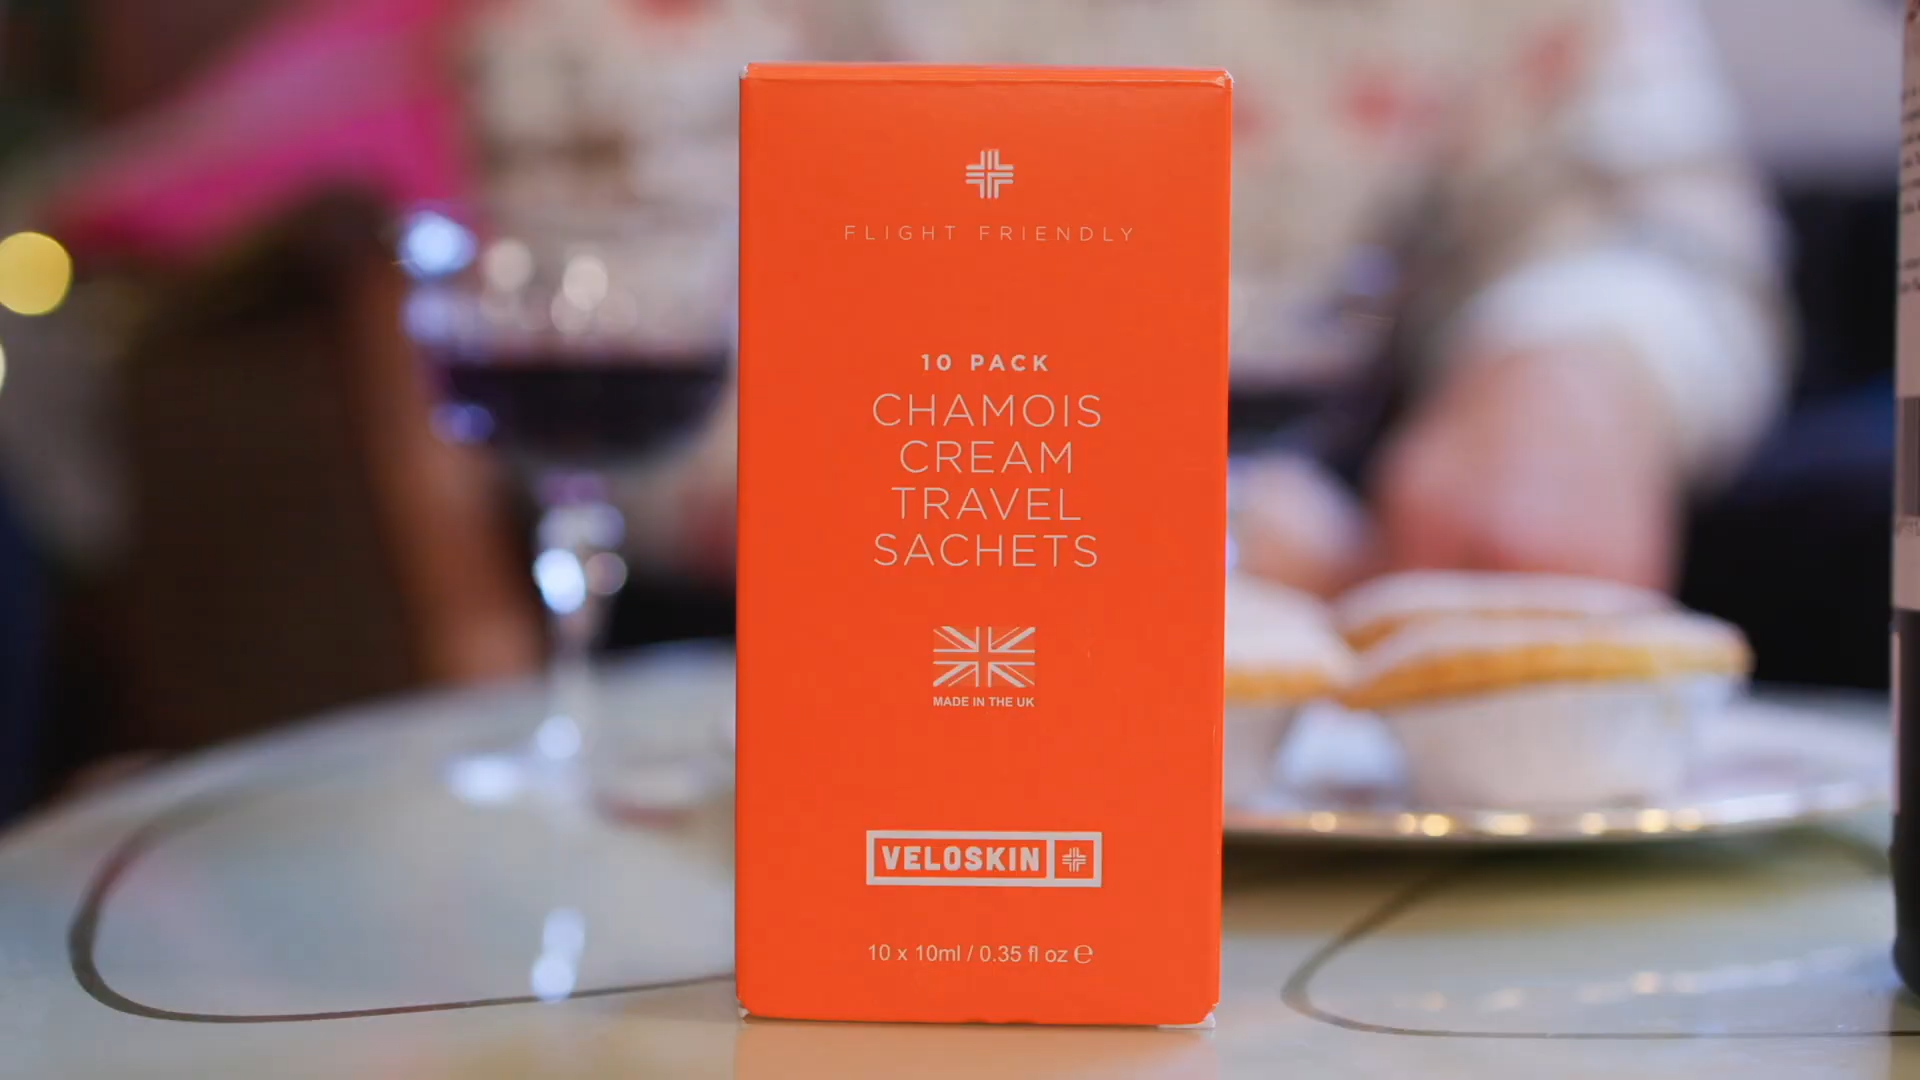 FLIGHT FRIENDLY
10 PACK
CHAMOIS
CREAM
TRAVEL
SACHETS
MADE IN THE UK
VELOSKIN
10 x 10ml / 0.35 fl oz ℮